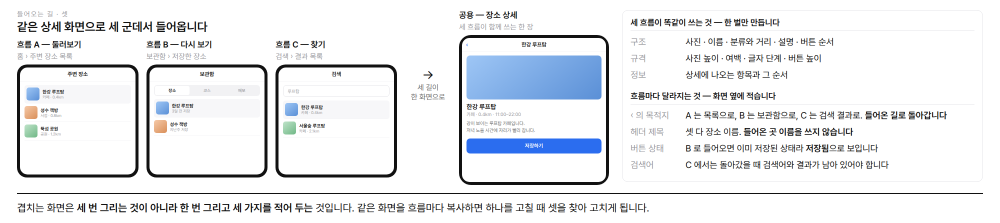 들어오는 길 · 셋
같은 상세 화면으로 세 군데서 들어옵니다
흐름 A — 둘러보기
홈 › 주변 장소 목록
주변 장소
한강 루프탑
카페 · 0.4km
성수 책방
서점 · 0.8km
뚝섬 공원
공원 · 1.2km
흐름 B — 다시 보기
보관함 › 저장한 장소
보관함
장소 코스 메모
한강 루프탑
3일 전 저장
성수 책방
지난주 저장
흐름 C — 찾기
검색 › 결과 목록
검색
루프탑
한강 루프탑
카페 · 0.4km
서울숲 루프탑
카페 · 2.1km
→
세 길이
한 화면으로
공용 — 장소 상세
세 흐름이 함께 쓰는 한 장
‹ 한강 루프탑
한강 루프탑
카페 · 0.4km · 11:00–22:00
강이 보이는 루프탑 카페입니다.
저녁 노을 시간에 자리가 빨리 찹니다.
저장하기
세 흐름이 똑같이 쓰는 것 — 한 벌만 만듭니다
구조 사진 · 이름 · 분류와 거리 · 설명 · 버튼 순서
규격 사진 높이 · 여백 · 글자 단계 · 버튼 높이
정보 상세에 나오는 항목과 그 순서
흐름마다 달라지는 것 — 화면 옆에 적습니다
‹ 의 목적지 A 는 목록으로, B 는 보관함으로, C 는 검색 결과로. 들어온 길로 돌아갑니다
헤더 제목 셋 다 장소 이름. 들어온 곳 이름을 쓰지 않습니다
버튼 상태 B 로 들어오면 이미 저장된 상태라 저장됨으로 보입니다
검색어 C 에서는 돌아갔을 때 검색어와 결과가 남아 있어야 합니다
겹치는 화면은 세 번 그리는 것이 아니라 한 번 그리고 세 가지를 적어 두는 것입니다. 같은 화면을 흐름마다 복사하면 하나를 고칠 때 셋을 찾아 고치게 됩니다.